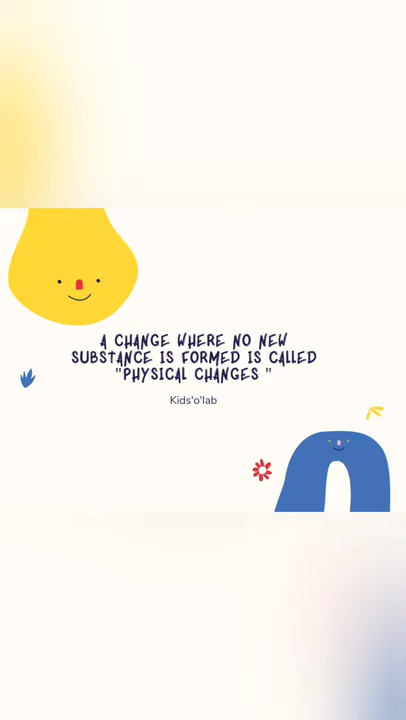 A CHANGE WHERE NO NEW
SUBSTANCE IS FORMED IS CALLED
"PHYSICAL CHANGES "
Kids'o'lab